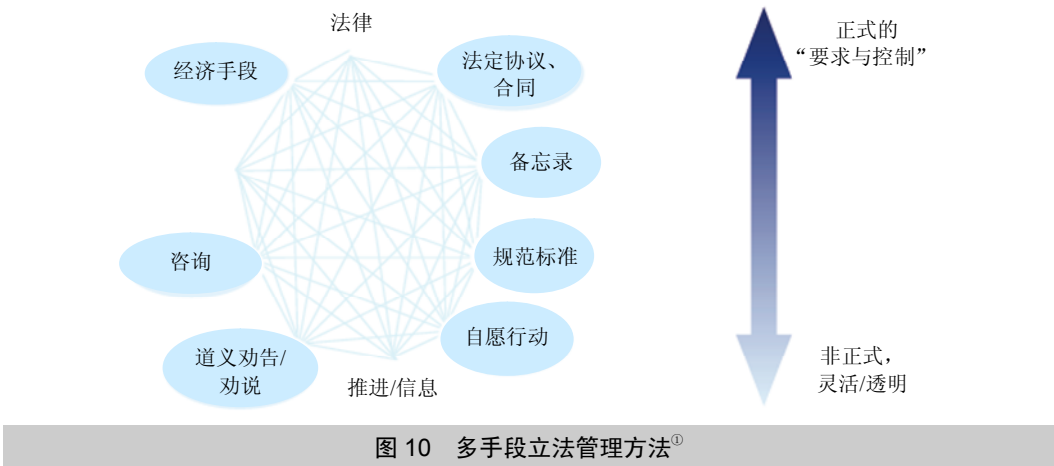 法律
经济手段
法定协议、
合同
备忘录
咨询
规范标准
自愿行动
道义劝告/
劝说
推进/信息
正式的
“要求与控制”
非正式，
灵活/透明
图 10 多手段立法管理方法①